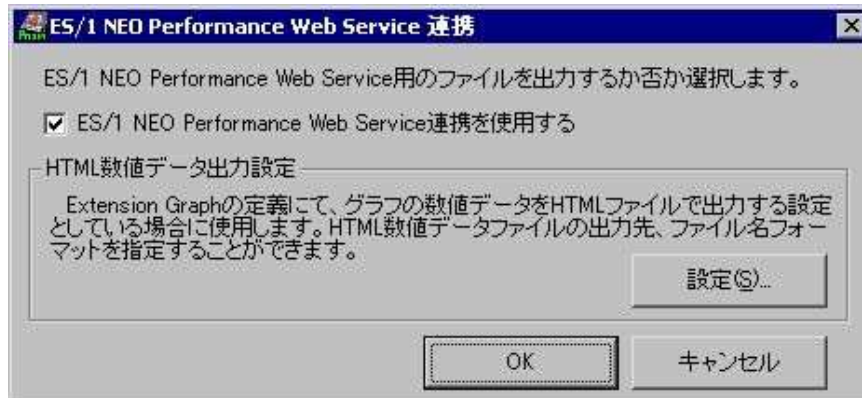 ES/1 NEO Performance Web Service 連携
ES/1 NEO Performance Web Service用のファイルを出力するか否か選択します。
ES/1 NEO Performance Web Service連携を使用する
HTML数値データ出力設定
Extension Graphの定義にて、グラフの数値データをHTMLファイルで出力する設定
としている場合に使用します。HTML数値データファイルの出力先、ファイル名フォー
マットを指定することができます。
設定(S)...
OK
キャンセル